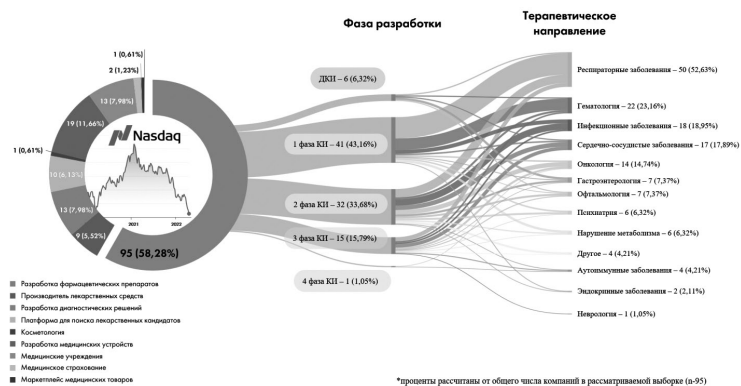 Фаза разработки
Терапевтическое
направление
1 (0,61%)
2 (1,23%)
13 (7,98%)
19 (11,66%)
1 (0,61%)
10 (6,13%)
13 (7,98%)
9 (5,52%)
95 (58,28%)
Nasdaq
2021
2022
ДКИ – 6 (6,32%)
1 фаза КИ – 41 (43,16%)
2 фаза КИ – 32 (33,68%)
3 фаза КИ – 15 (15,79%)
4 фаза КИ – 1 (1,05%)
Респираторные заболевания – 50 (52,63%)
Гематология – 22 (23,16%)
Инфекционные заболевания – 18 (18,95%)
Сердечно-сосудистые заболевания – 17 (17,89%)
Онкология – 14 (14,74%)
Гастроэнтерология – 7 (7,37%)
Офтальмология – 7 (7,37%)
Психиатрия – 6 (6,32%)
Нарушение метаболизма – 6 (6,32%)
Другое – 4 (4,21%)
Аутоиммунные заболевания – 4 (4,21%)
Эндокринные заболевания – 2 (2,11%)
Неврология – 1 (1,05%)
Разработка фармацевтических препаратов
Производитель лекарственных средств
Разработка диагностических решений
Платформа для поиска лекарственных кандидатов
Косметология
Разработка медицинских устройств
Медицинские учреждения
Медицинское страхование
Маркетплейс медицинских товаров
*проценты рассчитаны от общего числа компаний в рассматриваемой выборке (n-95)